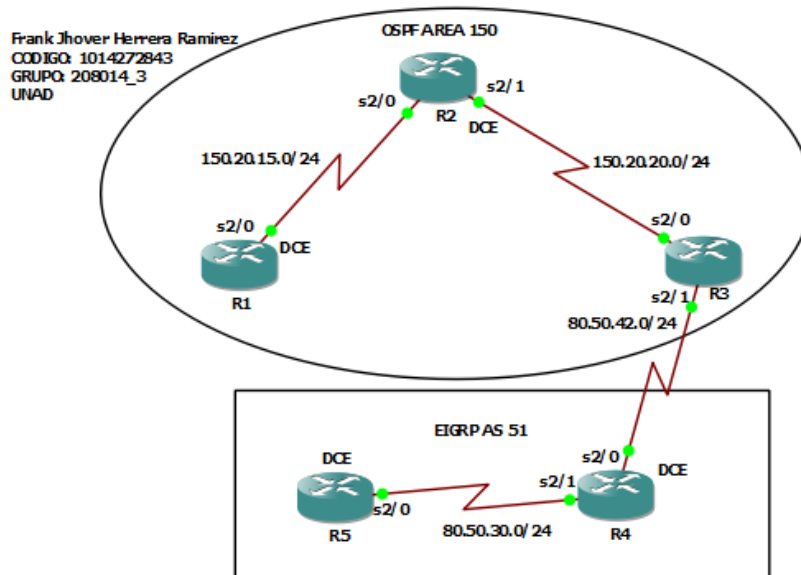 OSPF AREA 150
Frank Jhover Herrera Ramirez
CODIGO: 1014272843
GRUPO: 208014_3
UNAD
s2/0
s2/1
R2
DCE
150.20.15.0/24
150.20.20.0/24
s2/0
DCE
R1
s2/0
R3
s2/1
80.50.42.0/24
EIGRP AS 51
DCE
s2/0
DCE
s2/1
s2/0
R5
80.50.30.0/24
R4